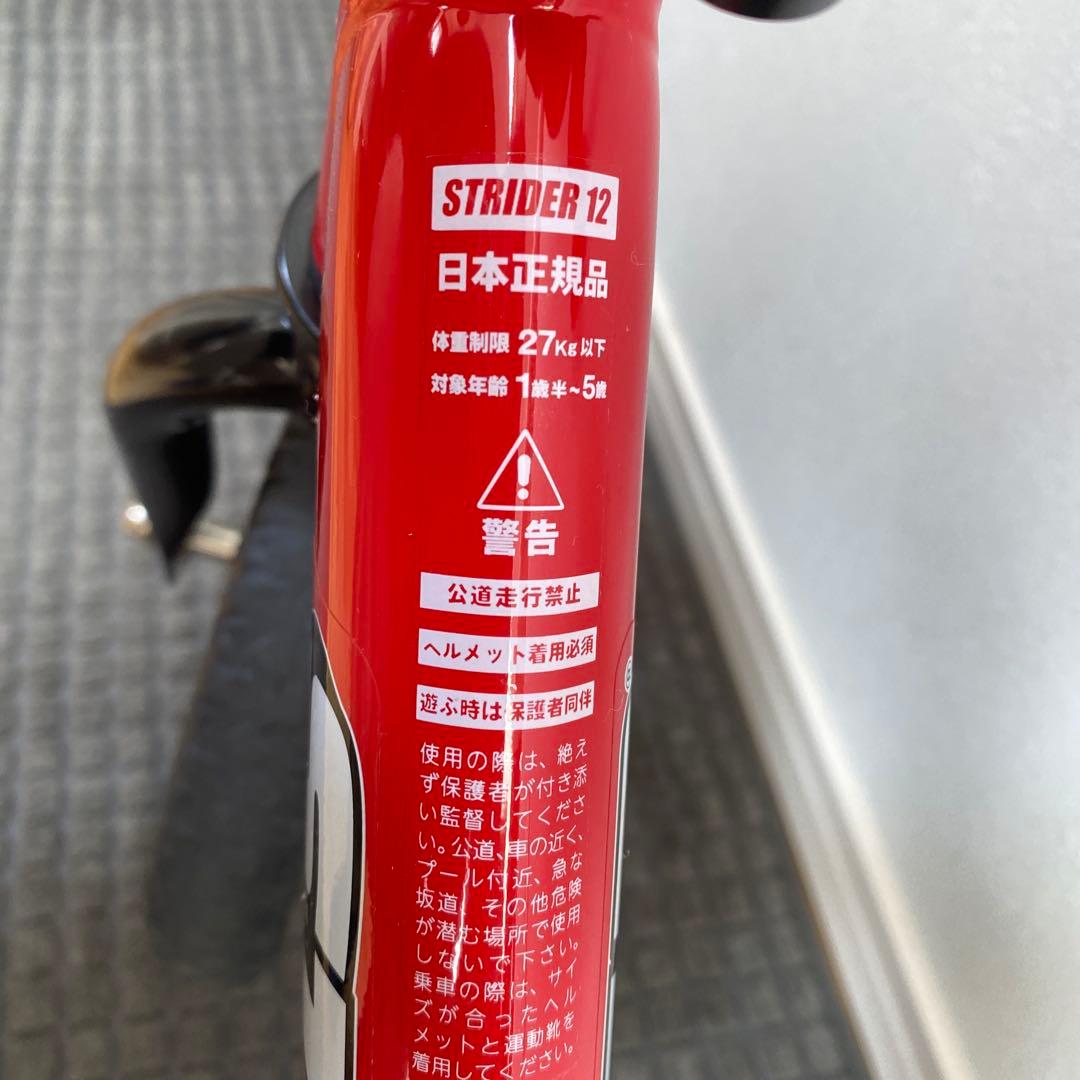 STRIDER 12
日本正規品
体重制限 27Kg以下
対象年齢 1歳半~5歳
警告
公道走行禁止
ヘルメット着用必須
遊ぶ時は保護者同伴
使用の際は、絶え
ず保護者が付き添
い監督してくださ
い。公道、車の近く、
プール付近、急な
坂道、その他危険
が潜む場所で使用
しないで下さい。
乗車の際は、サイ
ズが合ったヘル
メットと運動靴を
着用してください。